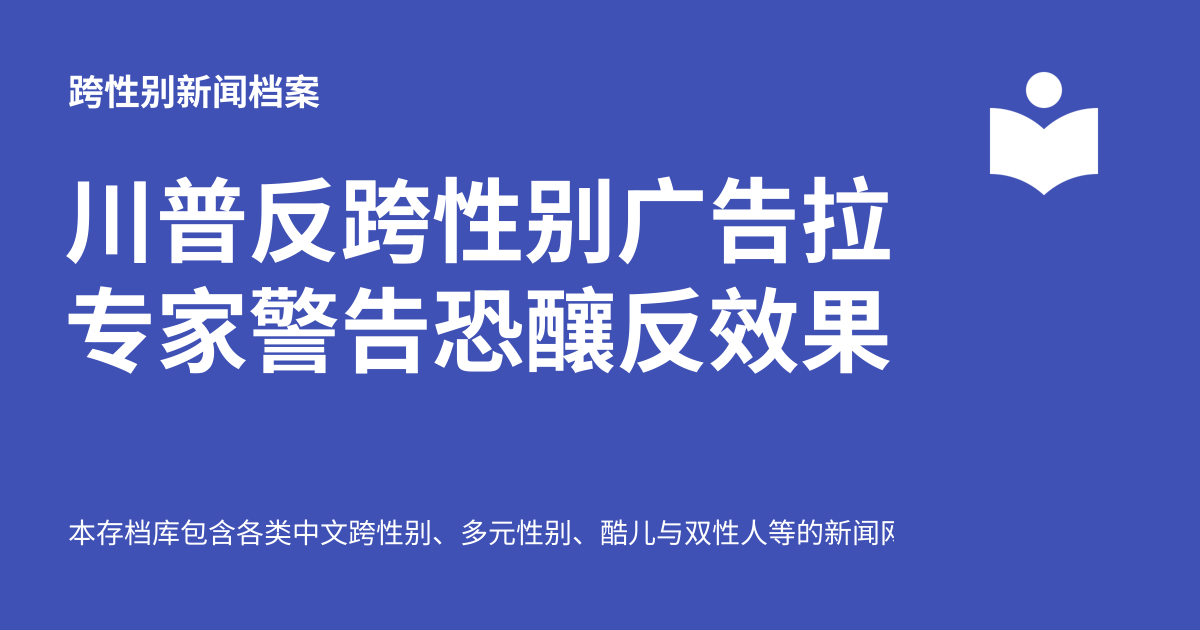 跨性别新闻档案
川普反跨性别广告拉
专家警告恐酿反效果
本存档库包含各类中文跨性别、多元性别、酷儿与双性人等的新闻网